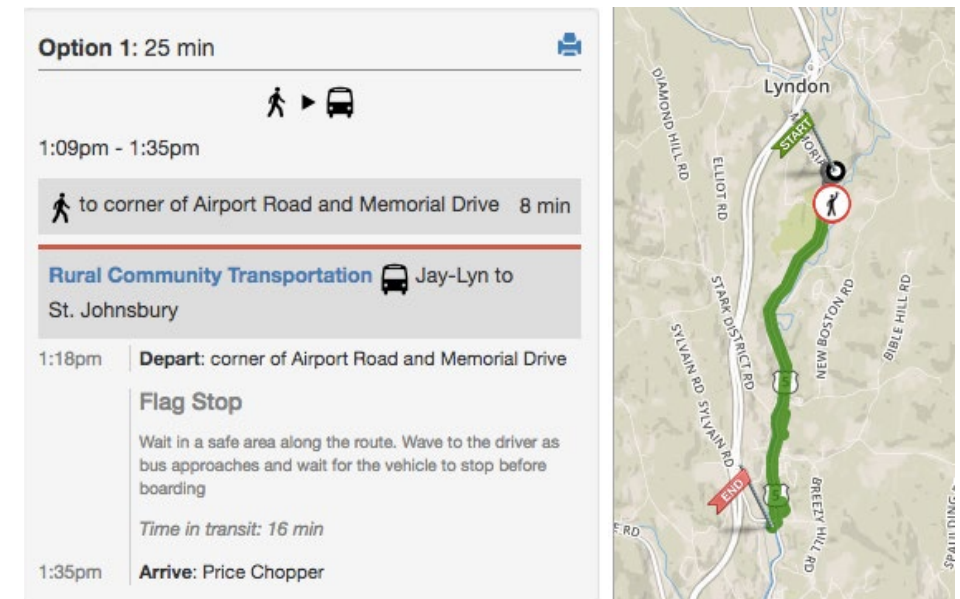 Option 1: 25 min
1:09pm - 1:35pm
to corner of Airport Road and Memorial Drive 8 min
Rural Community Transportation Jay-Lyn to
St. Johnsbury
1:18pm Depart: corner of Airport Road and Memorial Drive
Flag Stop
Wait in a safe area along the route. Wave to the driver as
bus approaches and wait for the vehicle to stop before
boarding
Time in transit: 16 min
1:35pm Arrive: Price Chopper
Lyndon
DIAMOND HILL RD
START
ELLIOT RD
STARK DISTRICT RD
NEW BOSTON RD
BIBLE HILL RD
SYLVAIN RD
SYLVAIN RD
5
END
5
BREEZY HILL RD
E RD